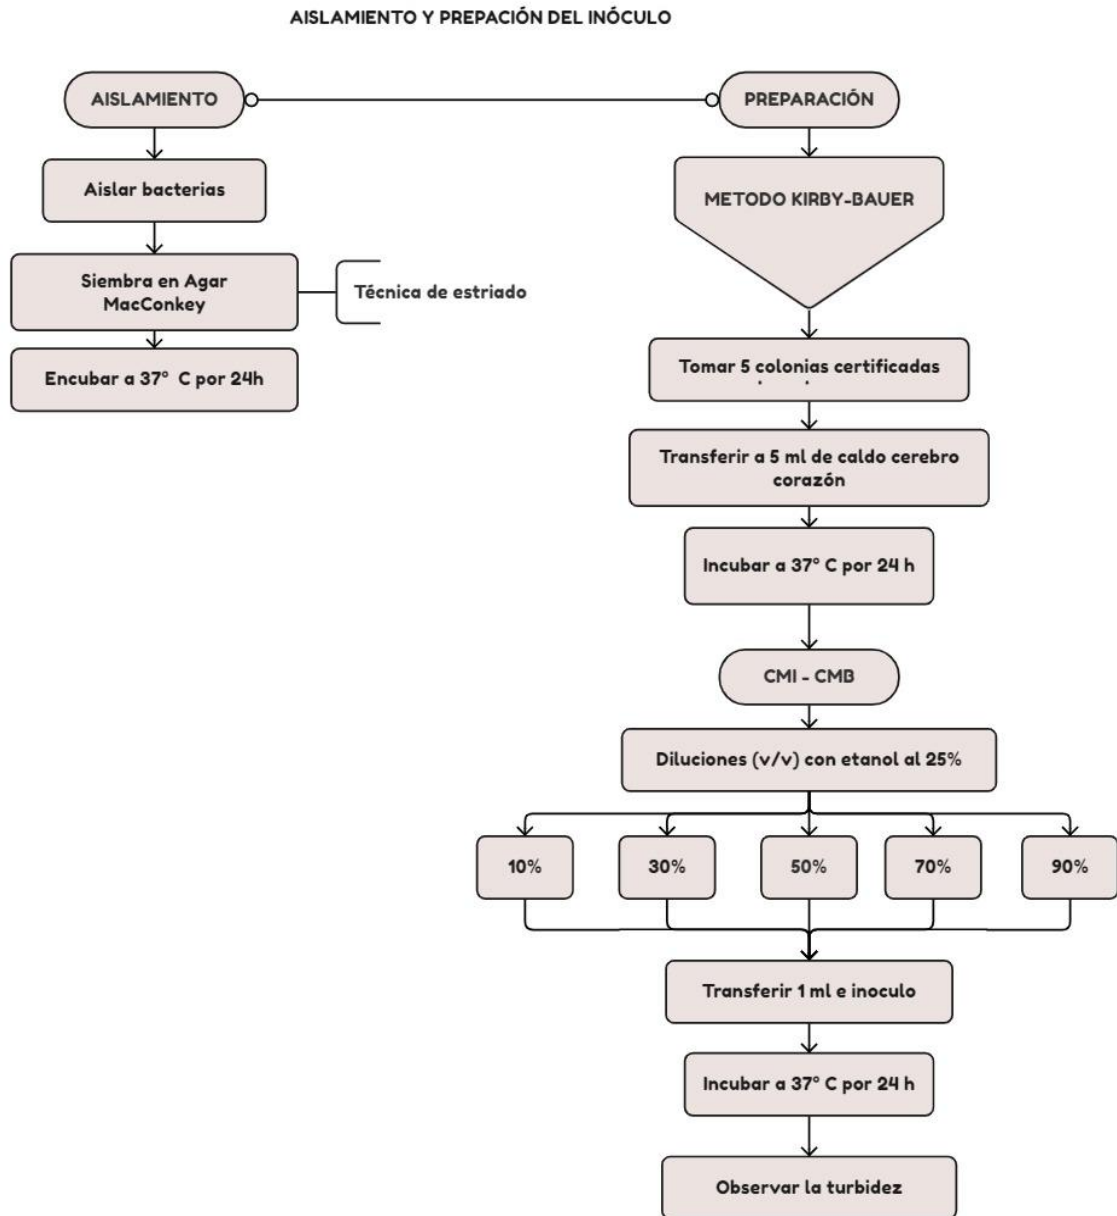 AISLAMIENTO Y PREPACIÓN DEL INÓCULO
AISLAMIENTO
PREPARACIÓN
Aislar bacterias
METODO KIRBY-BAUER
Siembra en Agar
MacConkey
Técnica de estriado
Encubar a 37° C por 24h
Tomar 5 colonias certificadas
Transferir a 5 ml de caldo cerebro
corazón
Incubar a 37° C por 24 h
CMI - CMB
Diluciones (v/v) con etanol al 25%
10%
30%
50%
70%
90%
Transferir 1 ml e inoculo
Incubar a 37° C por 24 h
Observar la turbidez